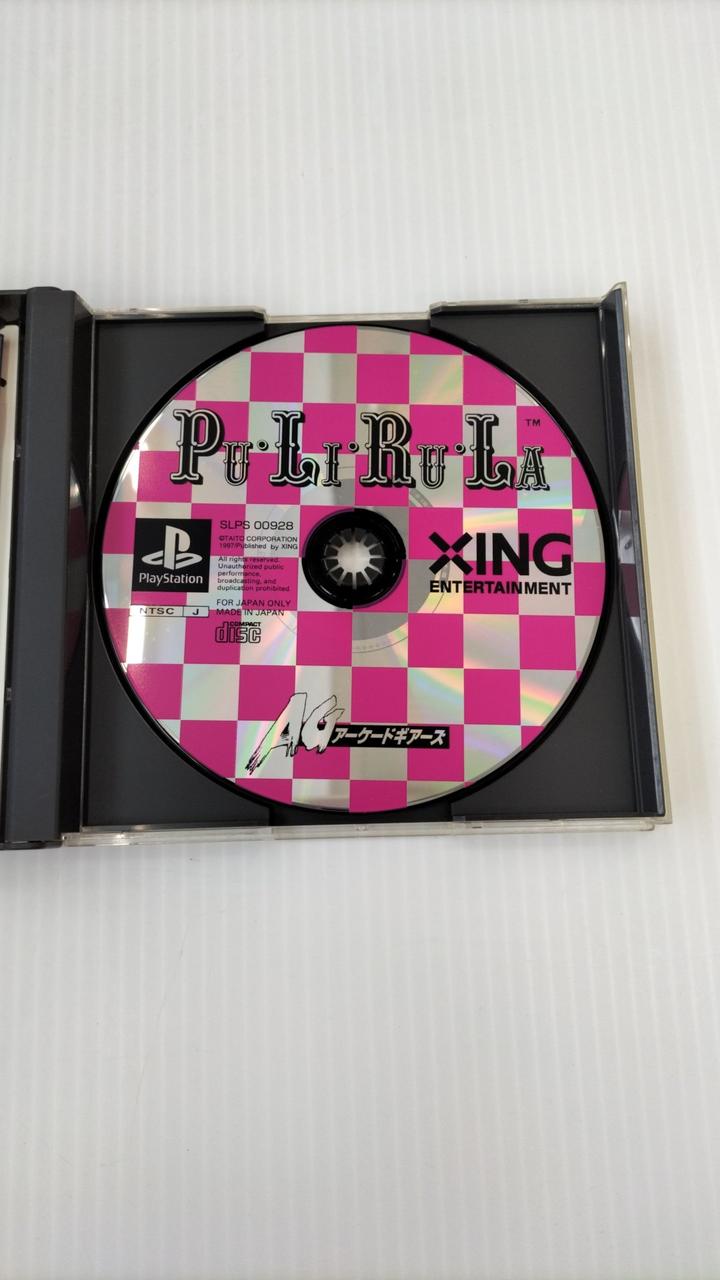 PU・LI・RU・LA ™
SLPS 00928
©TAITO CORPORATION
1997/Published by XING
All rights reserved.
Unauthorized public
performance,
broadcasting, and
duplication prohibited.
PlayStation
FOR JAPAN ONLY
MADE IN JAPAN
NTSC J
COMPACT
disc
XING
ENTERTAINMENT
AG アーケードギアーズ